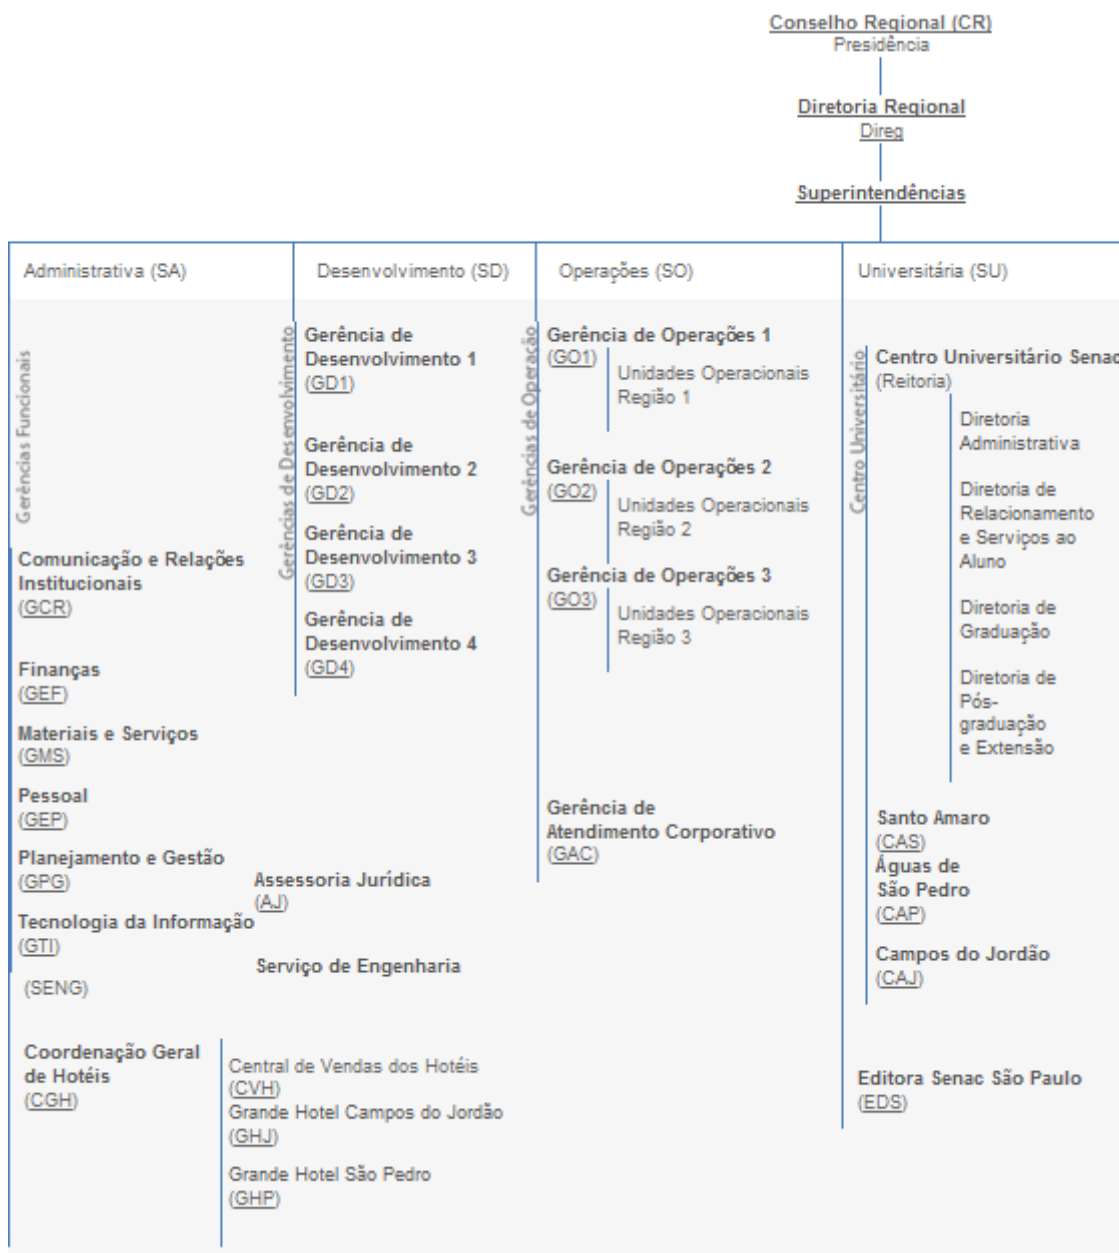 Conselho Regional (CR)
Presidência
Diretoria Regional
Direg
Superintendências
Administrativa (SA)
Gerências Funcionais
Comunicação e Relações
Institucionais
(GCR)
Finanças
(GEF)
Materiais e Serviços
(GMS)
Pessoal
(GEP)
Planejamento e Gestão
(GPG)
Tecnologia da Informação
(GTI)
Assessoria Jurídica
(AJ)
Serviço de Engenharia
(SENG)
Coordenação Geral
de Hotéis
(CGH)
Central de Vendas dos Hotéis
(CVH)
Grande Hotel Campos do Jordão
(GHJ)
Grande Hotel São Pedro
(GHP)
Desenvolvimento (SD)
Gerências de Desenvolvimento
Gerência de
Desenvolvimento 1
(GD1)
Gerência de
Desenvolvimento 2
(GD2)
Gerência de
Desenvolvimento 3
(GD3)
Gerência de
Desenvolvimento 4
(GD4)
Operações (SO)
Gerências de Operação
Gerência de Operações 1
(GO1)
Unidades Operacionais
Região 1
Gerência de Operações 2
(GO2)
Unidades Operacionais
Região 2
Gerência de Operações 3
(GO3)
Unidades Operacionais
Região 3
Gerência de
Atendimento Corporativo
(GAC)
Universitária (SU)
Centro Universitário
Centro Universitário Senac
(Reitoria)
Diretoria
Administrativa
Diretoria de
Relacionamento
e Serviços ao
Aluno
Diretoria de
Graduação
Diretoria de
Pós-
graduação
e Extensão
Santo Amaro
(CAS)
Águas de
São Pedro
(CAP)
Campos do Jordão
(CAJ)
Editora Senac São Paulo
(EDS)